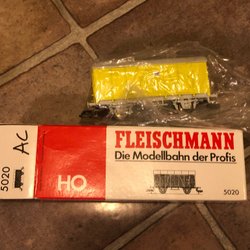 AC
5020
HO
FLEISCHMANN
Die Modellbahn der Profis
5020